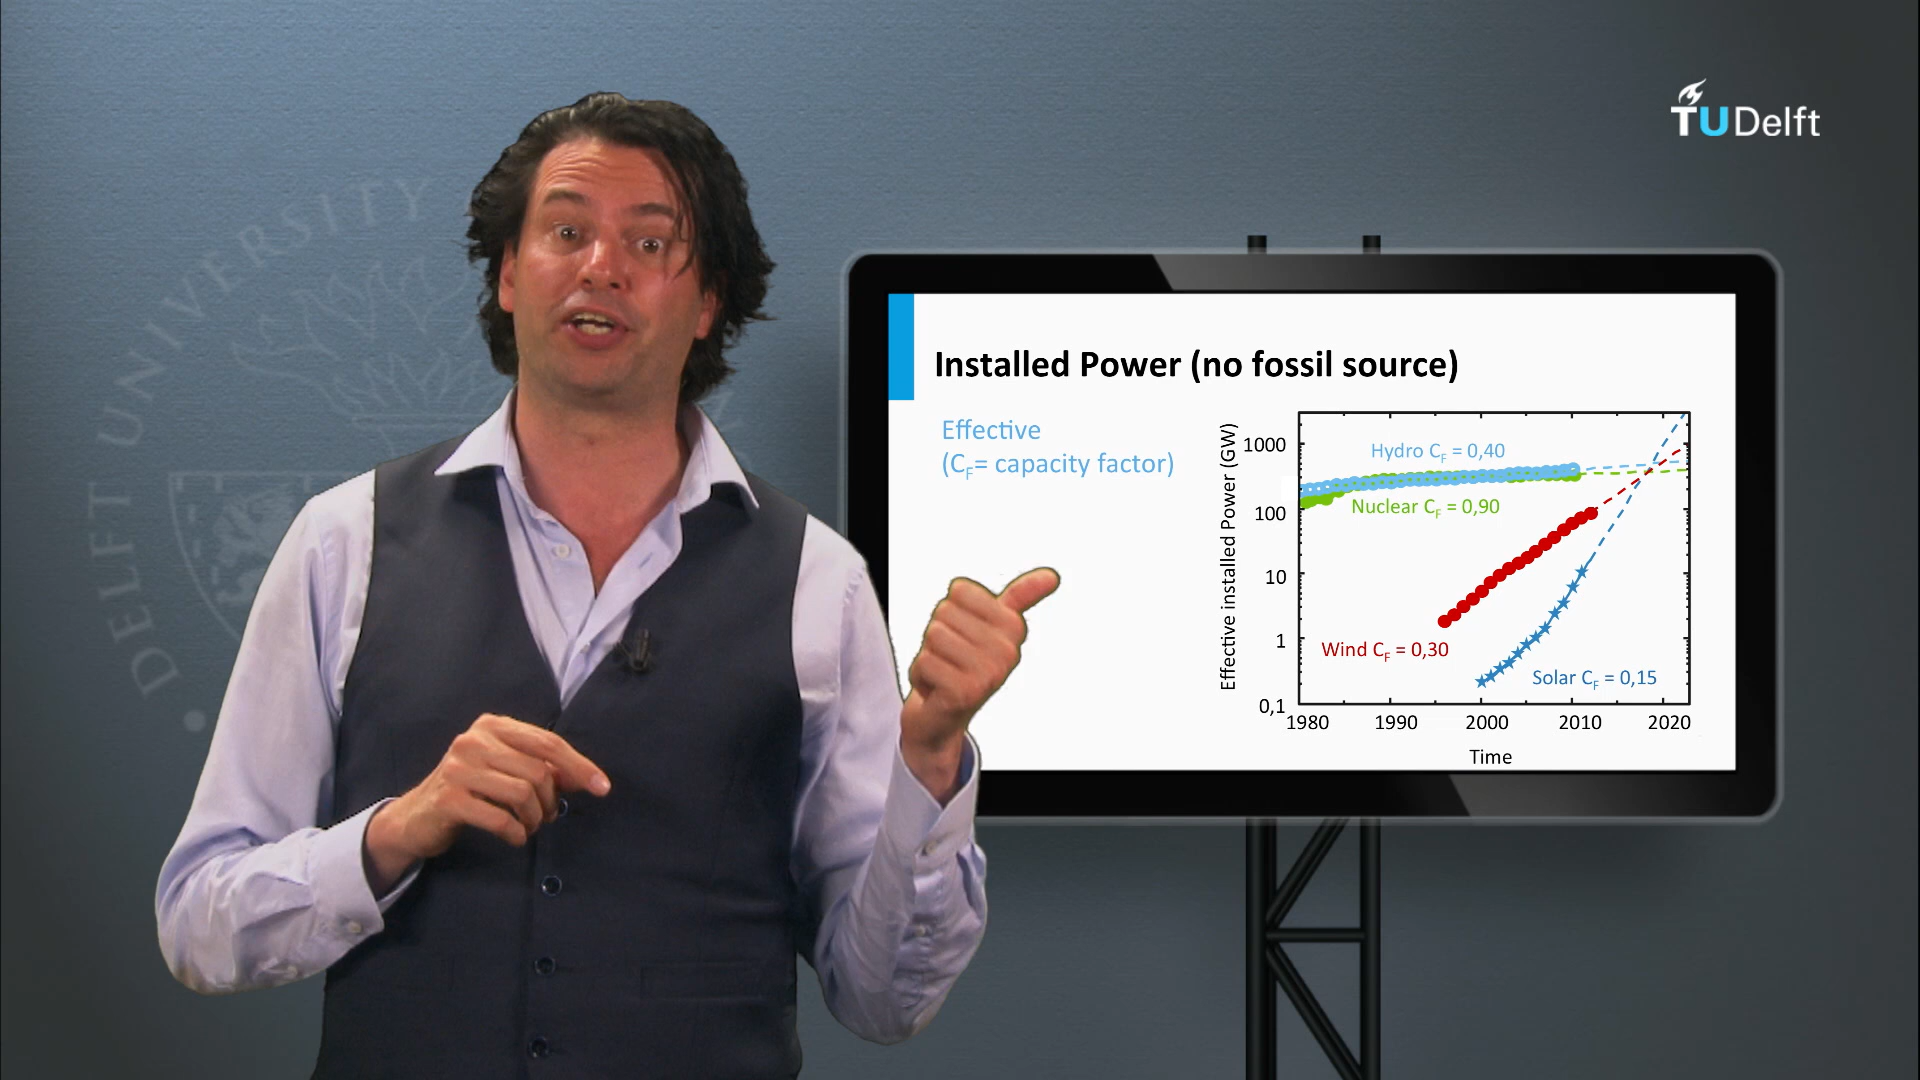 TUDelft
DELFT UNIVERSITY
Installed Power (no fossil source)
Effective
(CF= capacity factor)
Effective installed Power (GW)
1000
100
10
1
0,1
Hydro CF = 0,40
Nuclear CF = 0,90
Wind CF = 0,30
Solar CF = 0,15
1980 1990 2000 2010 2020
Time